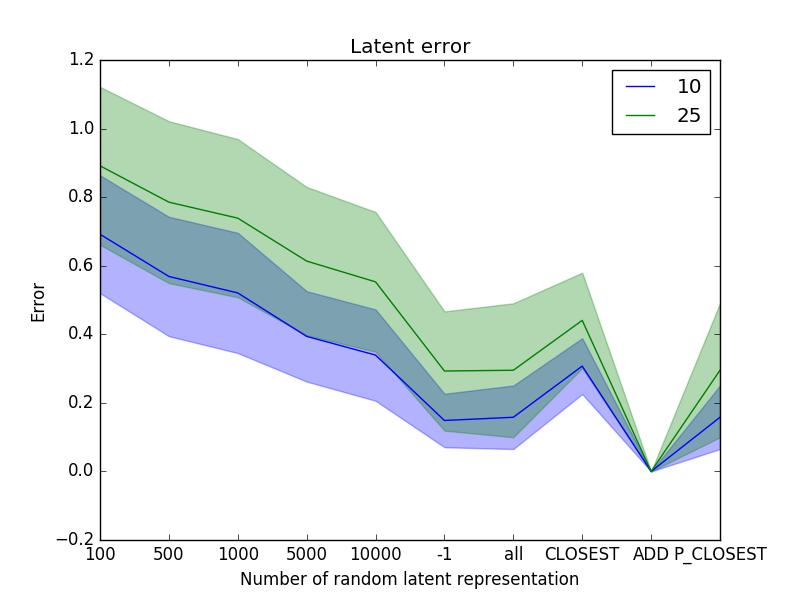 Latent error
1.2
1.0
0.8
0.6
0.4
0.2
0.0
−0.2
Error
10
25
100 500 1000 5000 10000 -1 all CLOSEST ADD P_CLOSEST
Number of random latent representation